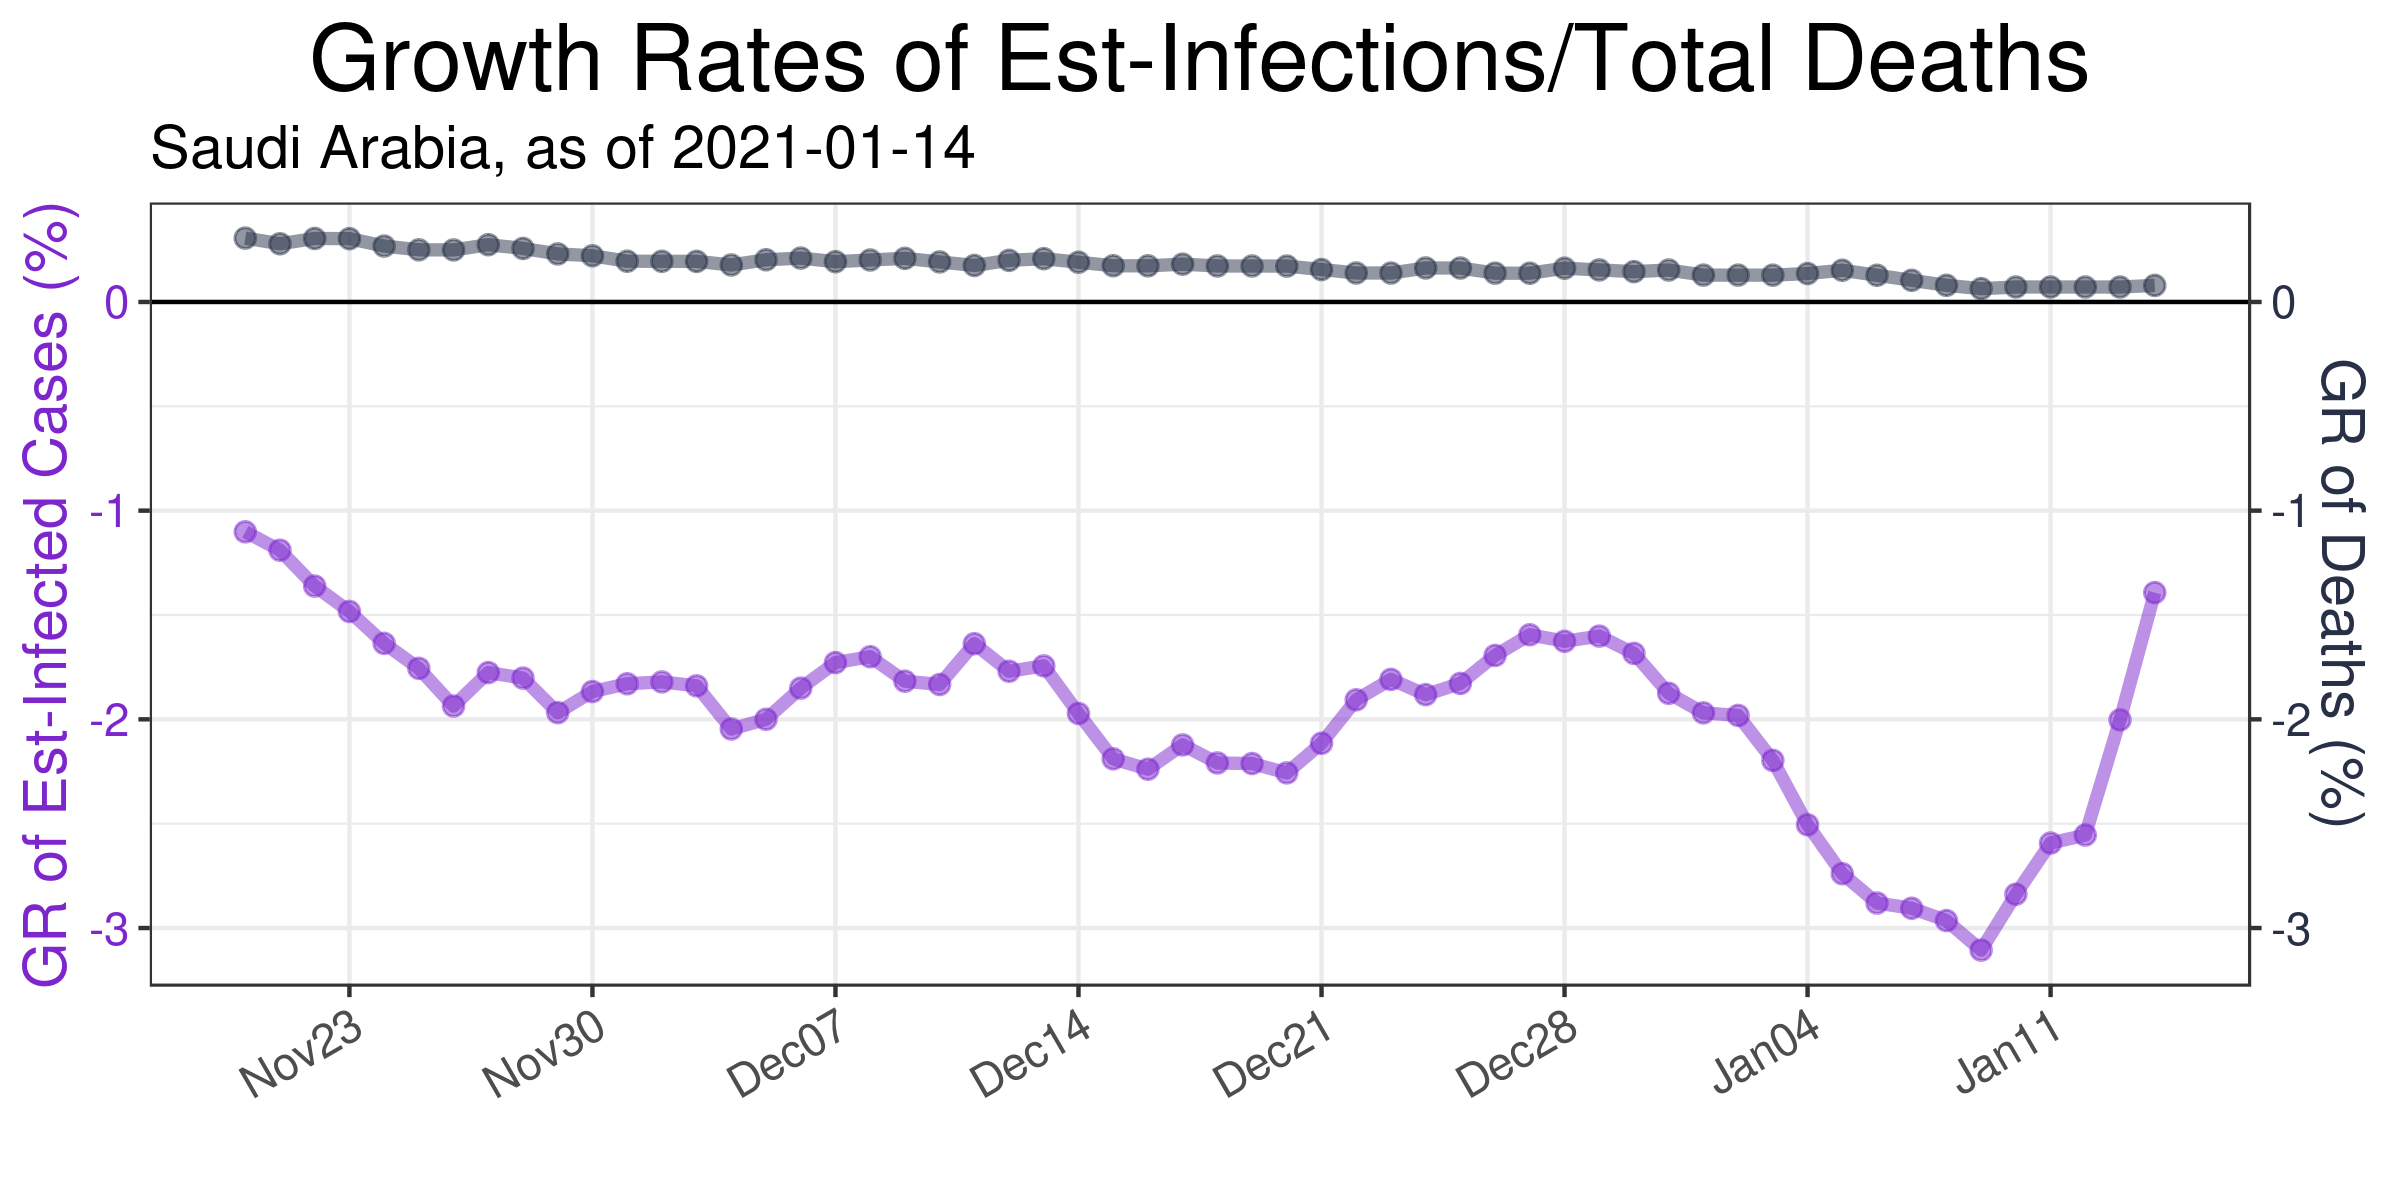 Growth Rates of Est-Infections/Total Deaths
Saudi Arabia, as of 2021-01-14
GR of Est-Infected Cases (%)
0
-1
-2
-3
0
-1
-2
-3
GR of Deaths (%)
Nov23
Nov30
Dec07
Dec14
Dec21
Dec28
Jan04
Jan11